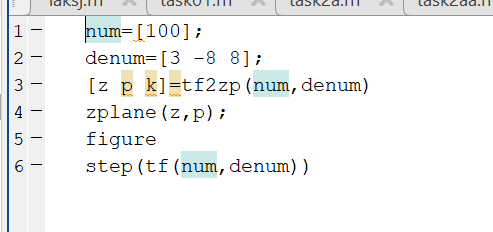 laksj.m task01.m task2a.m task2aa.m
1 num=[100];
2 denum=[3 -8 8];
3 [z p k]=tf2zp(num,denum)
4 zplane(z,p);
5 figure
6 step(tf(num,denum))